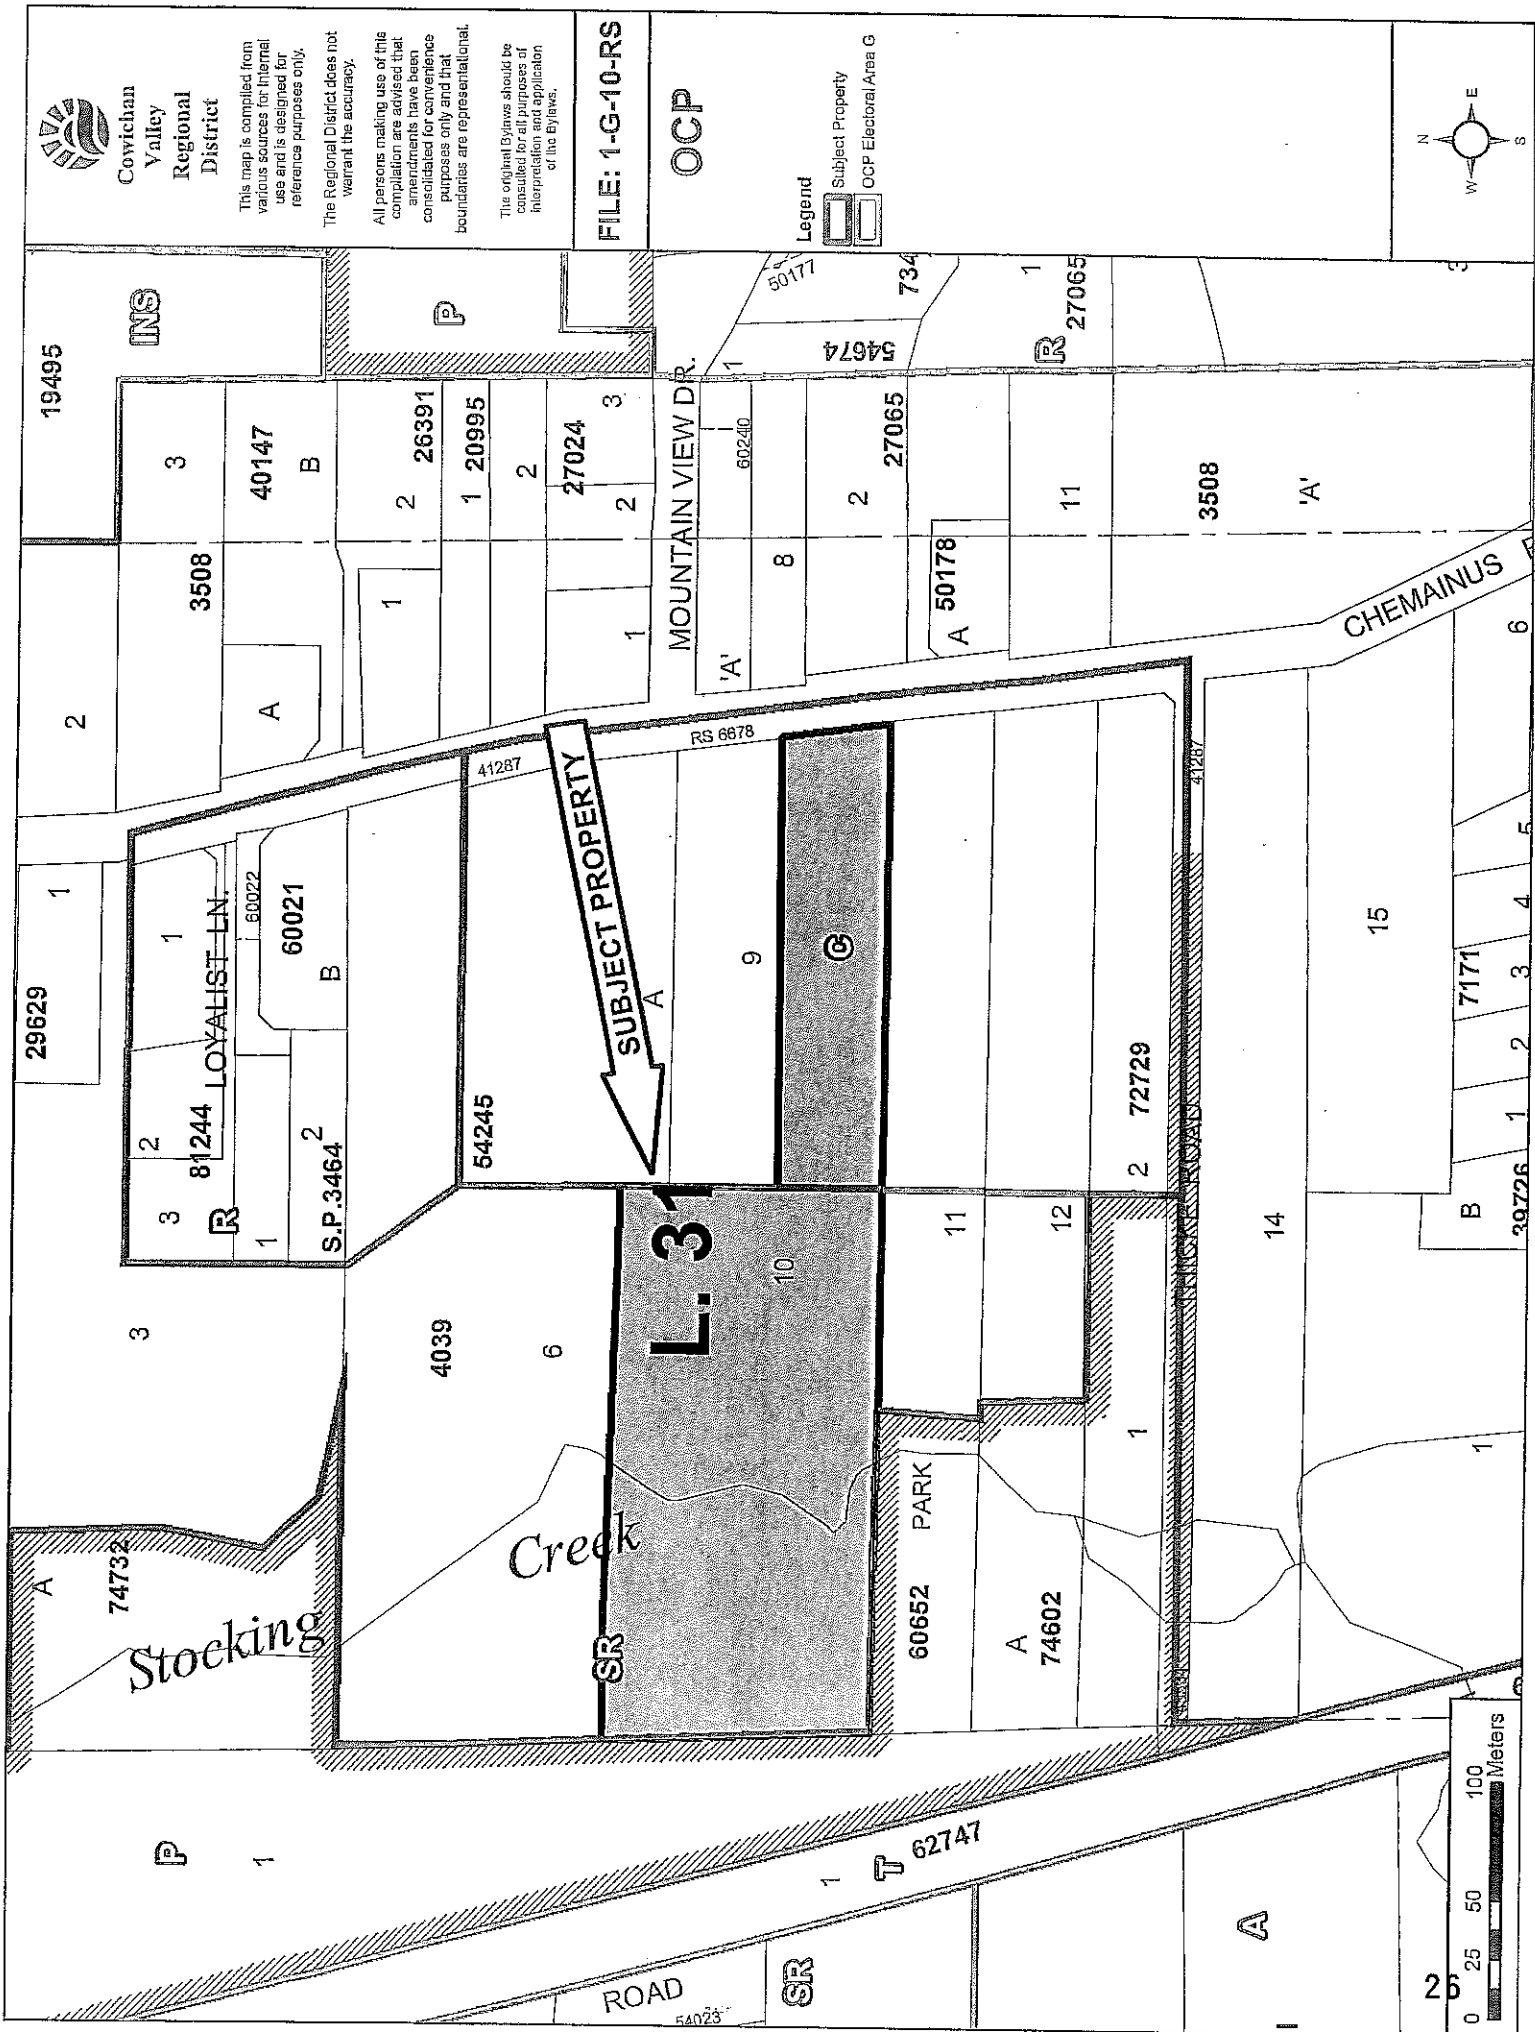 Cowichan
Valley
Regional
District
This map is compiled from
various sources for internal
use and is designed for
reference purposes only.
The Regional District does not
warrant the accuracy.
All persons making use of this
compilation are advised that
amendments have been
consolidated for convenience
purposes only and that
boundaries are representational.
The original Bylaws should be
consulted for all purposes of
interpretation and application
of the Bylaws.
FILE: 1-G-10-RS
OCP
Legend
Subject Property
OCP Electoral Area G
N
W
E
S
19495
INS
3
40147
B
P
2
26391
1
20995
2
27024
3
2
MOUNTAIN VIEW DR.
1
50177
734
54674
1
27065
R
60240
27065
2
8
11
3508
'A'
50178
A
CHEMAINUS
6
3508
2
A
1
1
'A'
RS 6678
41287
SUBJECT PROPERTY
29629
1
1
LOYALIST LN.
60022
60021
B
2
81244
3
R
1
2
S.P.3464
54245
A
9
C
72729
2
41287
15
7171
5
4
3
2
1
B
39726
14
3
4039
6
L. 31
10
11
12
1
1
Stocking
Creek
A
74732
SR
60652
PARK
A
74602
P
1
1
T
62747
ROAD
54023
SR
A
26
0
25
50
100
Meters